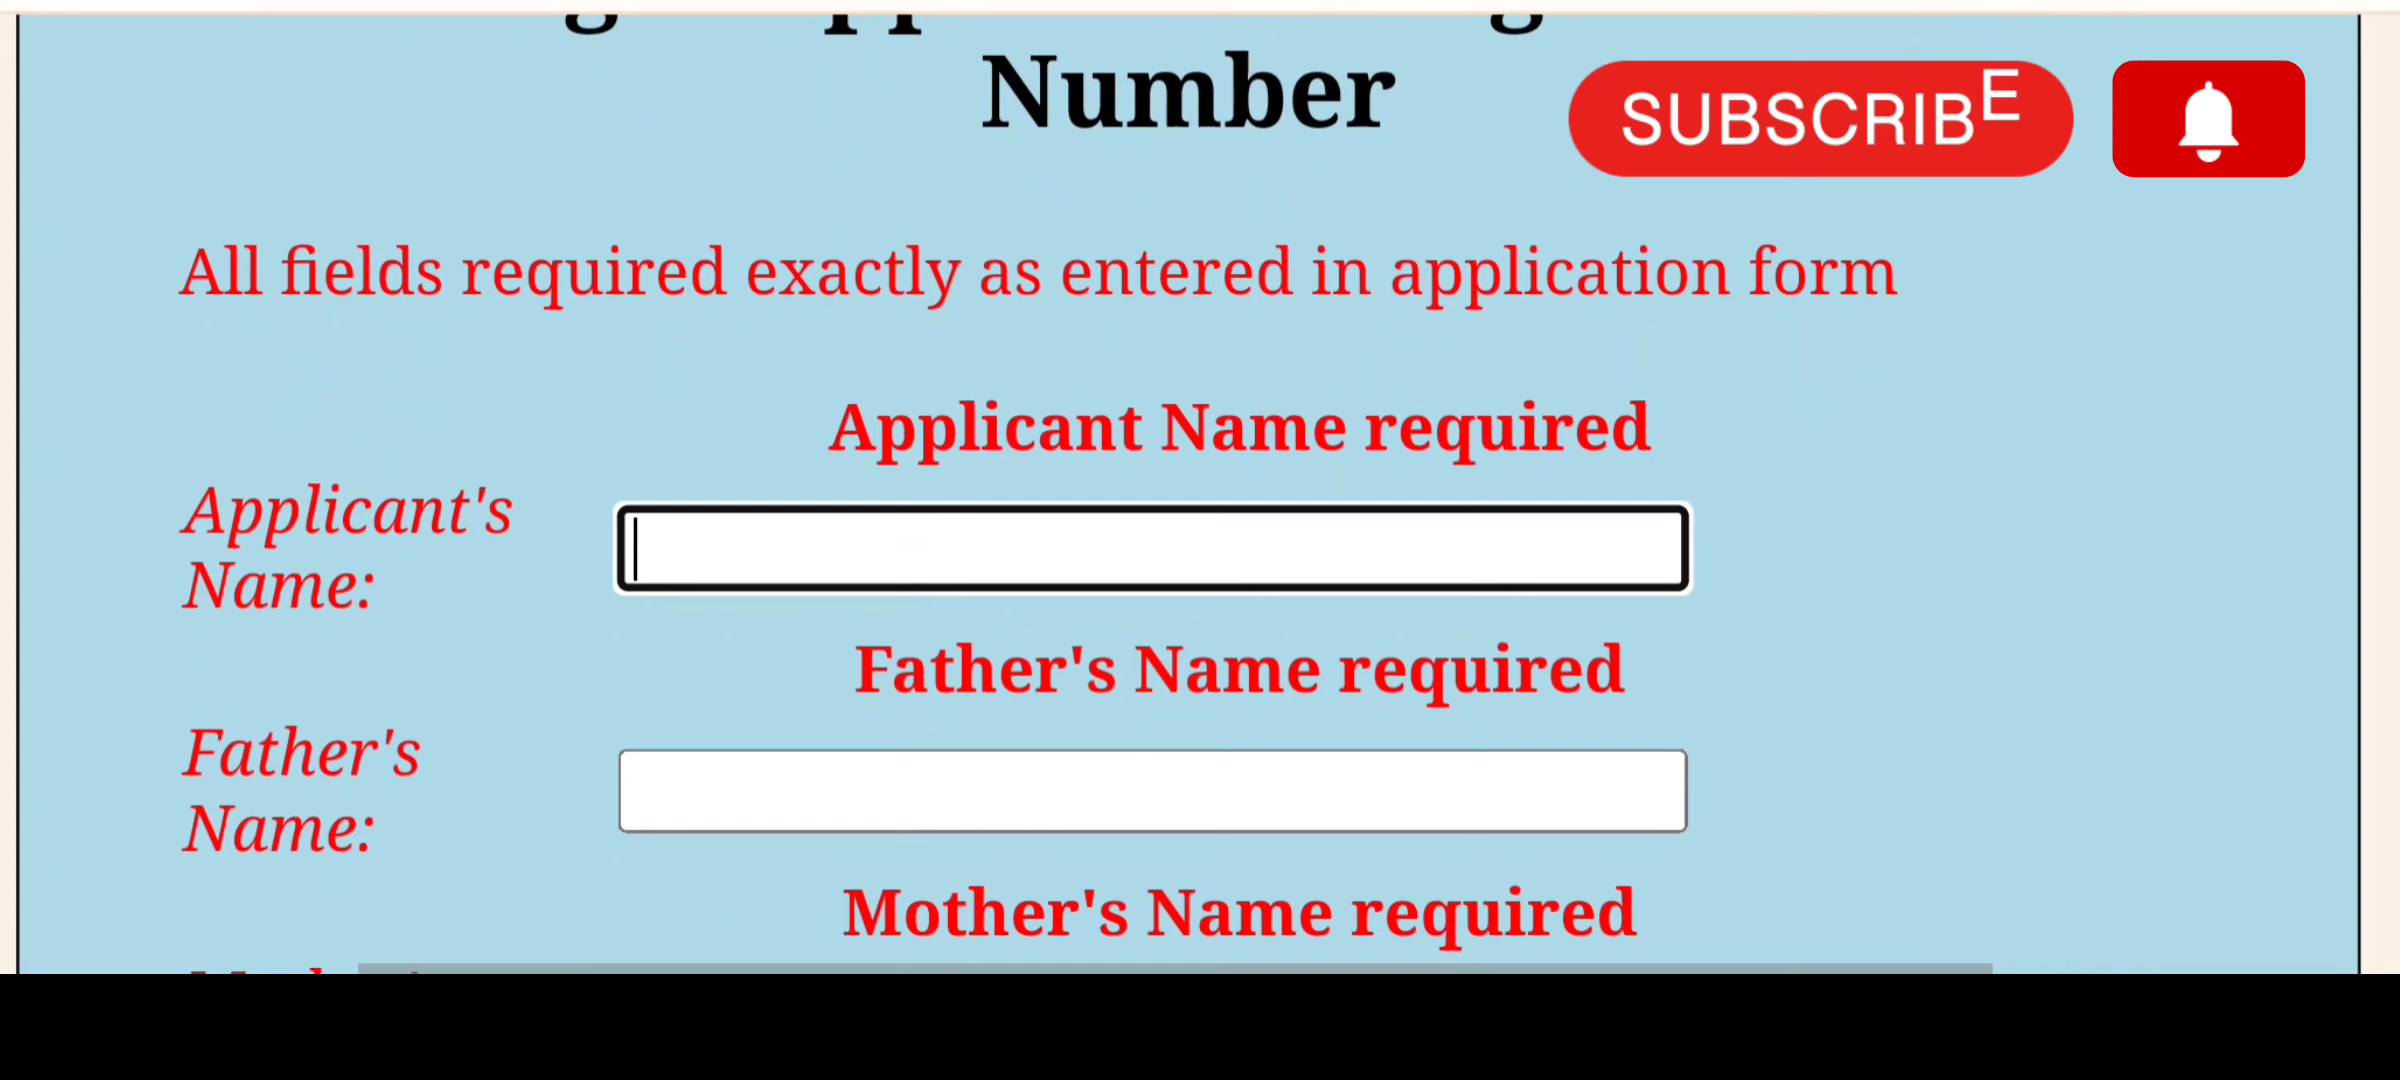 Number
SUBSCRIBE
All fields required exactly as entered in application form
Applicant Name required
Applicant's
Name:
Father's Name required
Father's
Name:
Mother's Name required